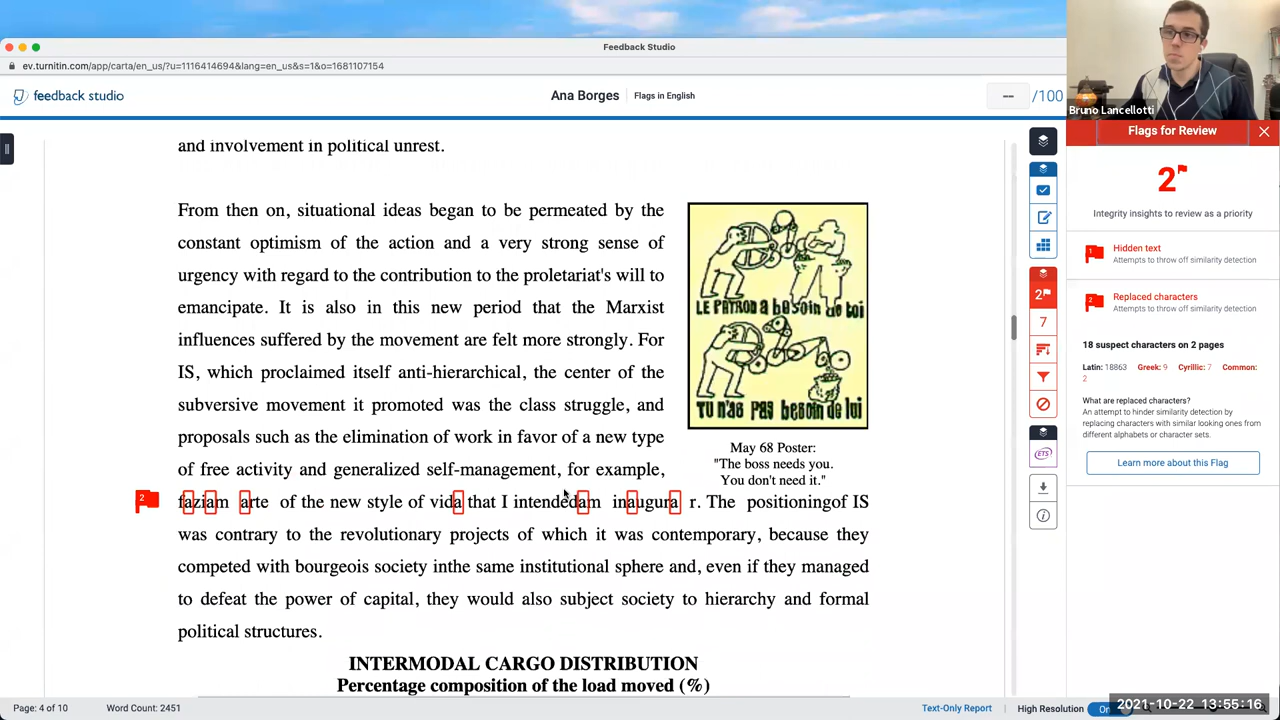 Feedback Studio
ev.turnitin.com/app/carta/en_us/?u=1116414694&lang=en_us&s=1&o=1681107154
feedback studio
Ana Borges
Flags in English
-- /100
Bruno Lancellotti
and involvement in political unrest.
From then on, situational ideas began to be permeated by the
constant optimism of the action and a very strong sense of
urgency with regard to the contribution to the proletariat's will to
emancipate. It is also in this new period that the Marxist
influences suffered by the movement are felt more strongly. For
IS, which proclaimed itself anti-hierarchical, the center of the
subversive movement it promoted was the class struggle, and
proposals such as the elimination of work in favor of a new type
of free activity and generalized self-management, for example,
2
faziam arte of the new style of vida that I intendedam inaugura r. The positioningof IS
was contrary to the revolutionary projects of which it was contemporary, because they
competed with bourgeois society inthe same institutional sphere and, even if they managed
to defeat the power of capital, they would also subject society to hierarchy and formal
political structures.
LE PATRON a besoin de toi
TU n'as PAS besoin de lui
May 68 Poster:
"The boss needs you.
You don't need it."
INTERMODAL CARGO DISTRIBUTION
Percentage composition of the load moved (%)
2
7
ETS
Flags for Review
2
Integrity insights to review as a priority
1
Hidden text
Attempts to throw off similarity detection
2
Replaced characters
Attempts to throw off similarity detection
18 suspect characters on 2 pages
Latin: 18863 Greek: 9 Cyrillic: 7 Common:
2
What are replaced characters?
An attempt to hinder similarity detection by
replacing characters with similar looking ones from
different alphabets or character sets.
Learn more about this Flag
Page: 4 of 10
Word Count: 2451
Text-Only Report
High Resolution
On
2021-10-22 13:55:16